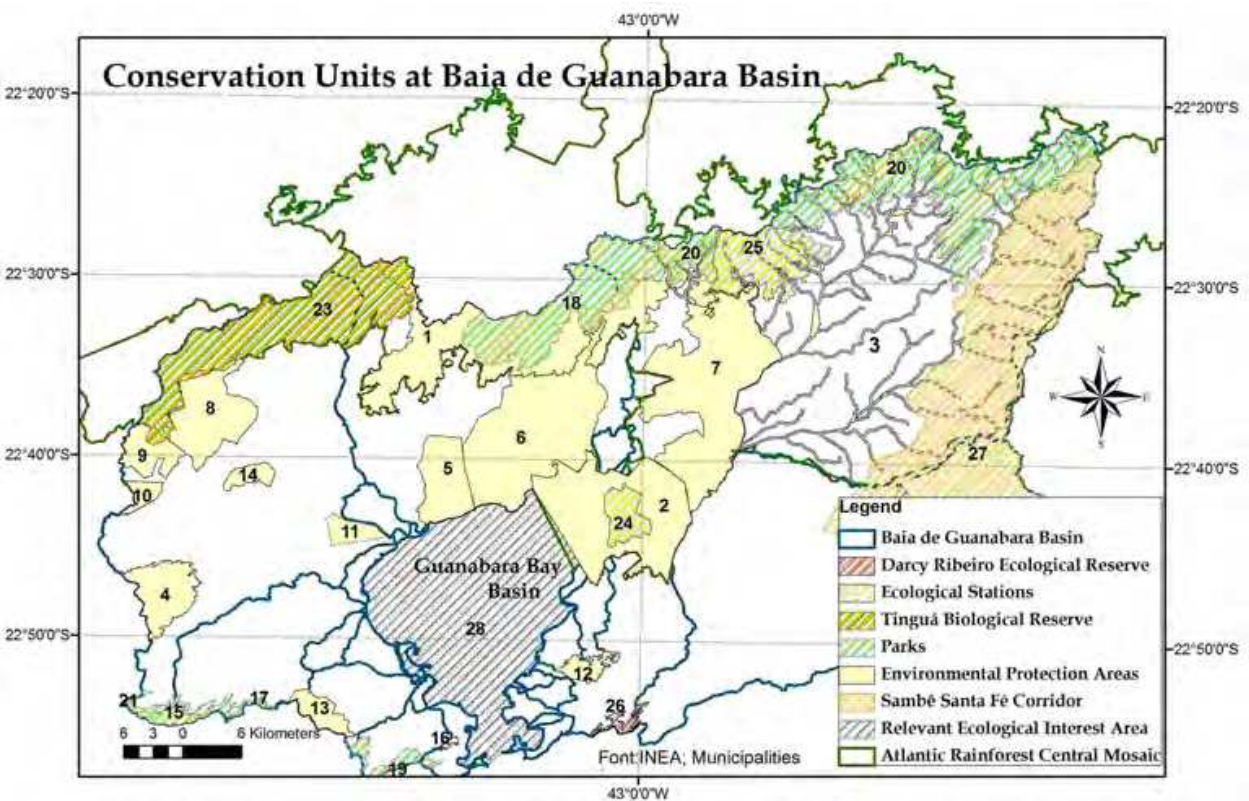 43°0'0"W
Conservation Units at Baia de Guanabara Basin
22°20'0"S
22°20'0"S
20
20
25
22°30'0"S
22°30'0"S
23
18
1
3
7
8
6
27
9
5
22°40'0"S
22°40'0"S
14
10
2
24
11
Guanabara Bay
Basin
4
28
22°50'0"S
22°50'0"S
12
21
15
17
13
26
16
19
6 3 0 6 Kilometers
Font:INEA; Municipalities
43°0'0"W
N
W
E
S
Legend
Baia de Guanabara Basin
Darcy Ribeiro Ecological Reserve
Ecological Stations
Tinguá Biological Reserve
Parks
Environmental Protection Areas
Sambê Santa Fé Corridor
Relevant Ecological Interest Area
Atlantic Rainforest Central Mosaic